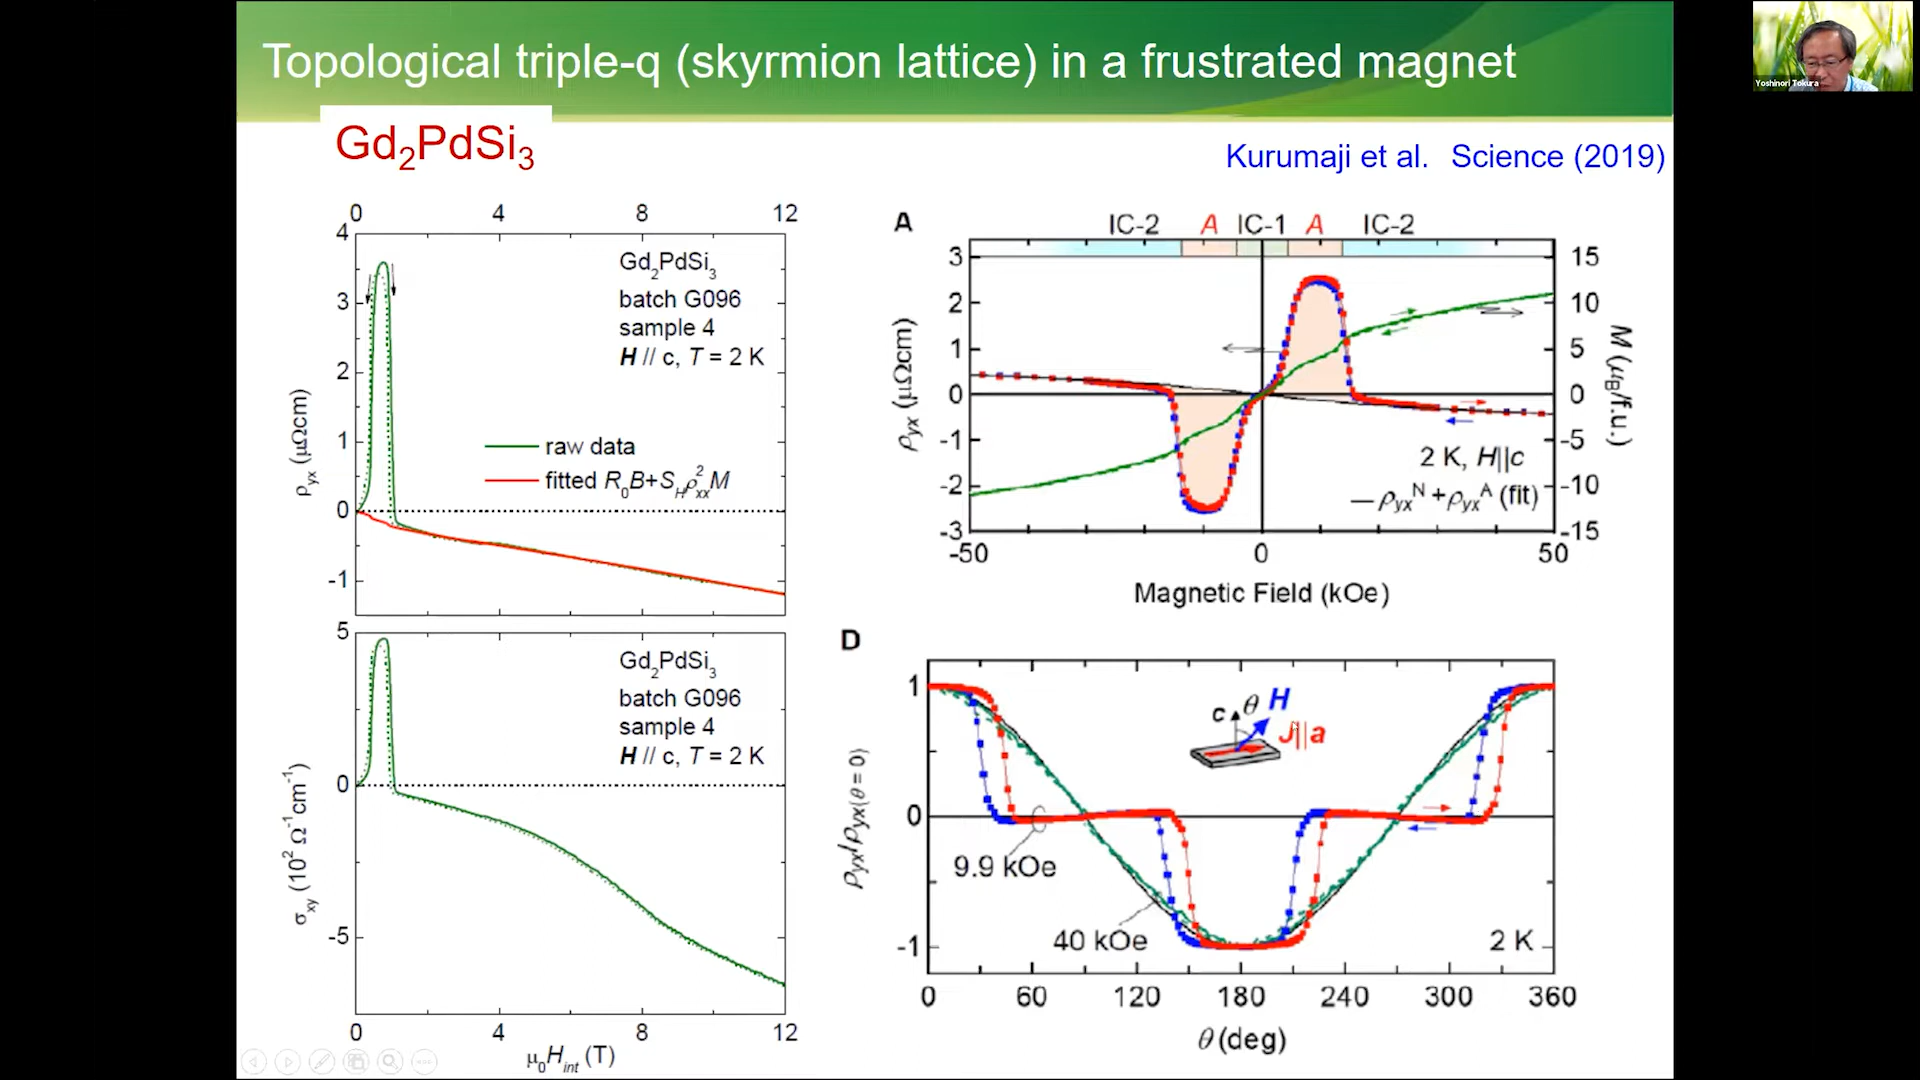 Topological triple-q (skyrmion lattice) in a frustrated magnet
Yoshinori Tokura
Gd2PdSi3
Kurumaji et al. Science (2019)
0 4 8 12
4
3
2
1
0
-1
ρyx (μΩcm)
Gd2PdSi3
batch G096
sample 4
H // c, T = 2 K
raw data
fitted R0B+SHρxx²M
5
0
-5
σxy (10² Ω⁻¹cm⁻¹)
Gd2PdSi3
batch G096
sample 4
H // c, T = 2 K
0 4 8 12
μ0Hint (T)
A
IC-2 A IC-1 A IC-2
3
2
1
0
-1
-2
-3
ρyx (μΩcm)
15
10
5
0
-5
-10
-15
M (μB/f.u.)
2 K, H||c
ρyxᴺ + ρyxᴬ (fit)
-50 0 50
Magnetic Field (kOe)
D
1
0
-1
ρyx/ρyx(θ = 0)
c θ H
J||a
9.9 kOe
40 kOe
2 K
0 60 120 180 240 300 360
θ (deg)